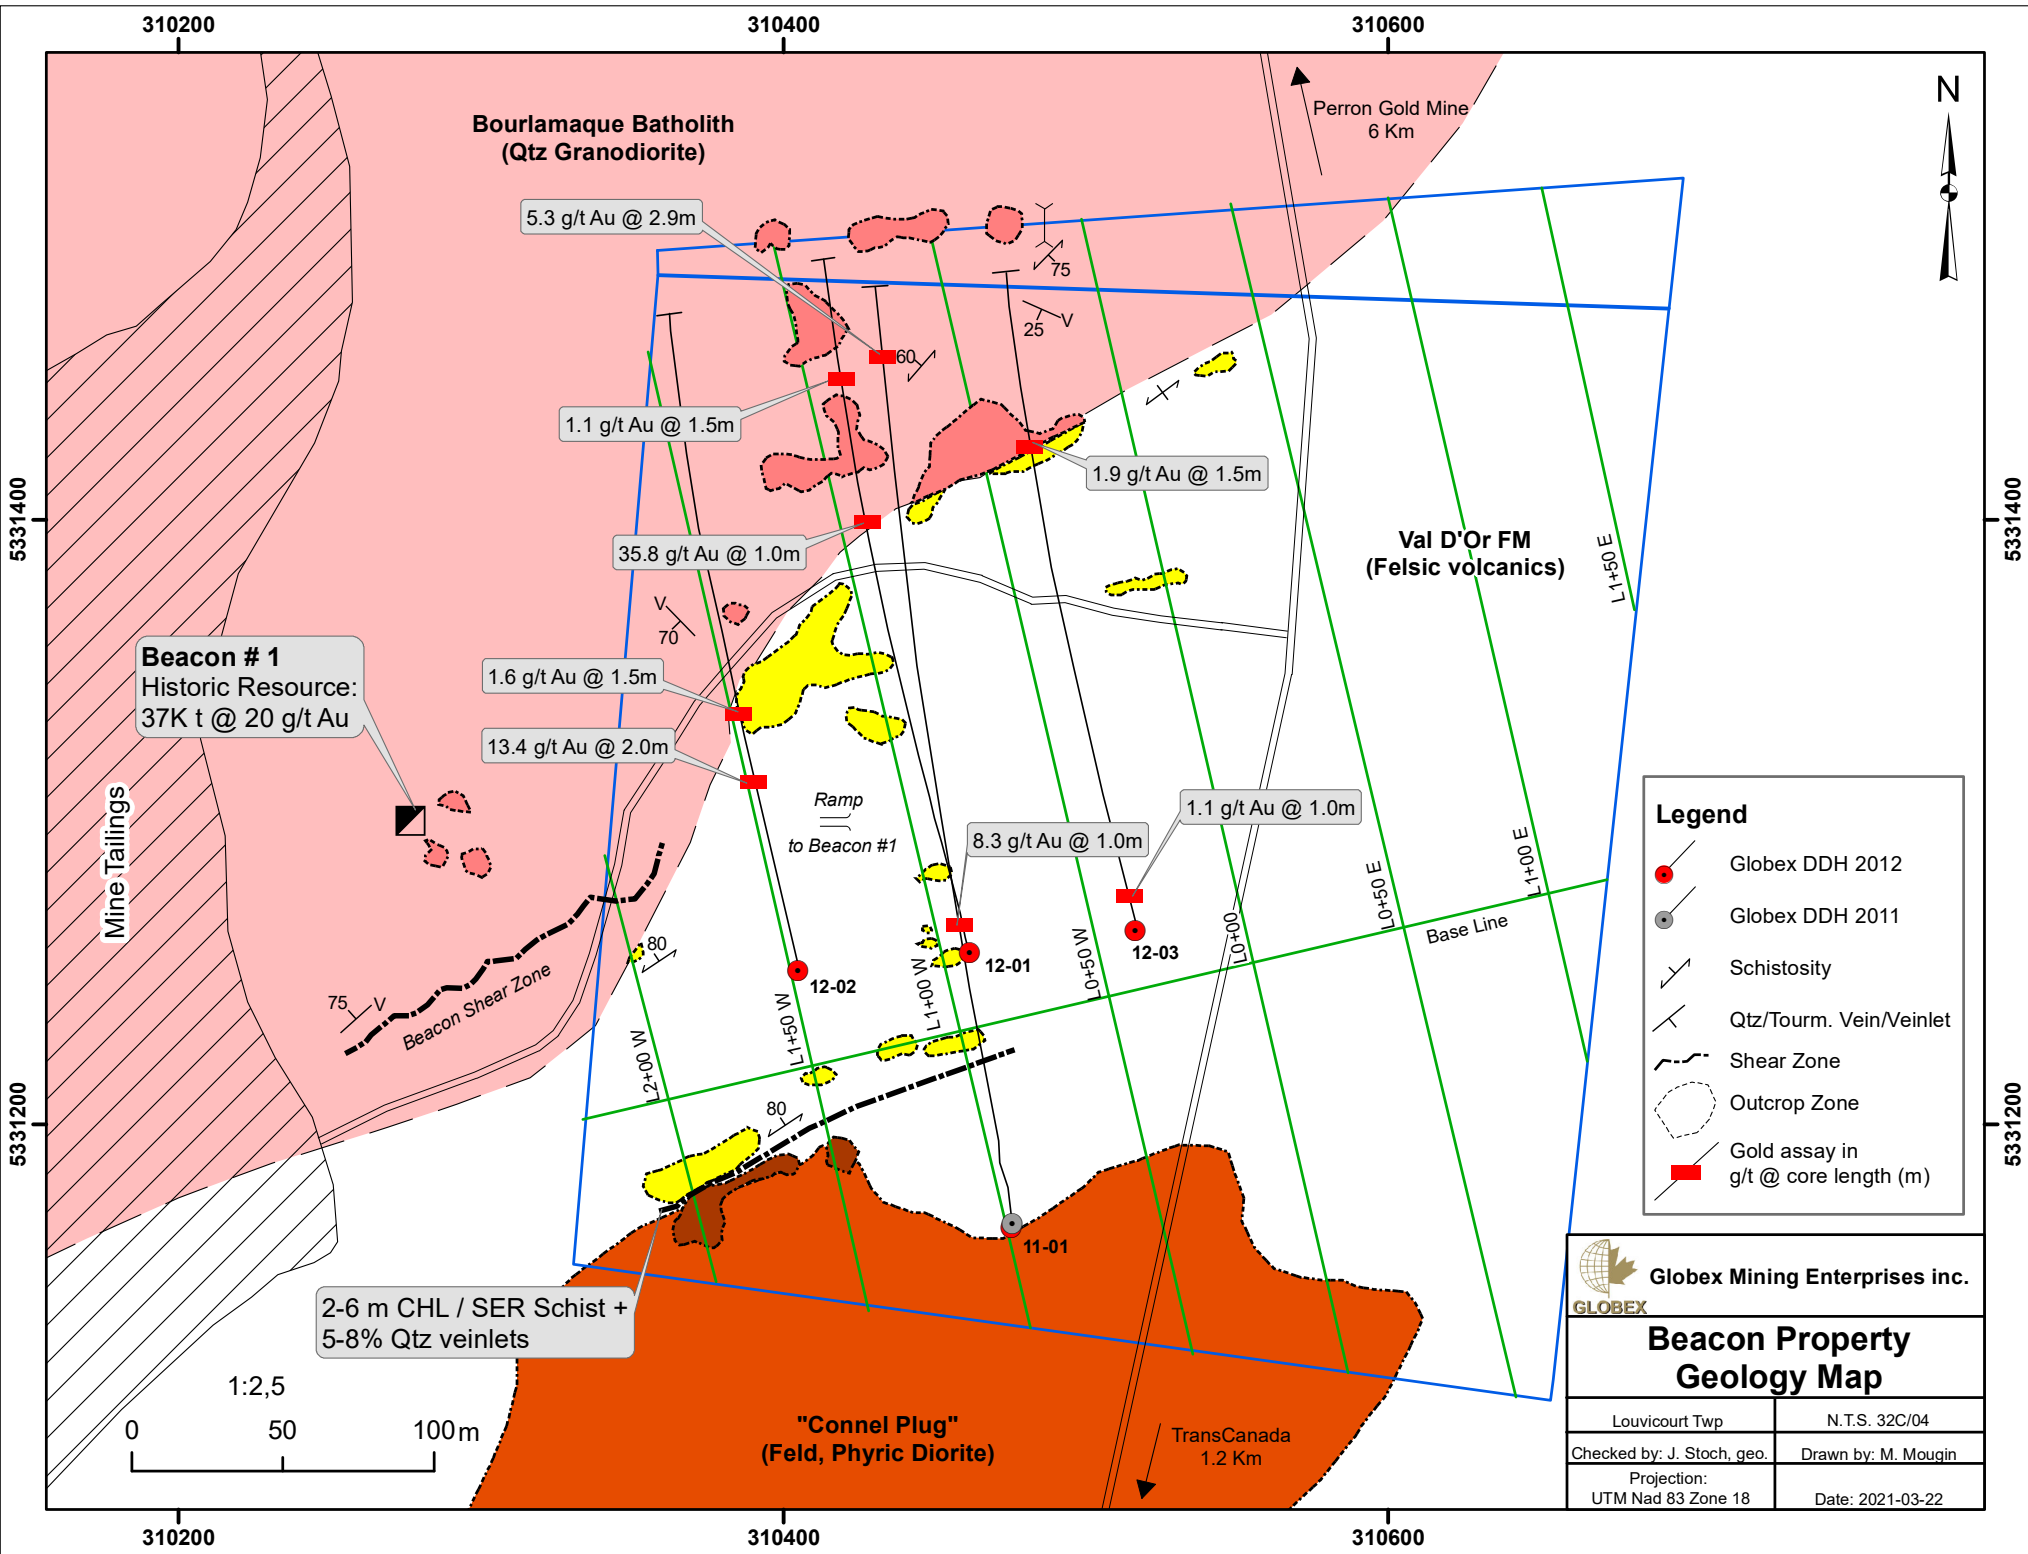 310200
310400
310600
Bourlamaque Batholith
(Qtz Granodiorite)
Perron Gold Mine
6 Km
N
5.3 g/t Au @ 2.9m
75
25
V
60
1.1 g/t Au @ 1.5m
1.9 g/t Au @ 1.5m
5331400
5331400
35.8 g/t Au @ 1.0m
Val D'Or FM
(Felsic volcanics)
L1+50 E
V
70
Beacon # 1
Historic Resource:
37K t @ 20 g/t Au
1.6 g/t Au @ 1.5m
13.4 g/t Au @ 2.0m
Mine Tailings
Ramp
to Beacon #1
8.3 g/t Au @ 1.0m
1.1 g/t Au @ 1.0m
L0+50 E
L1+00 E
Base Line
L0+00
80
12-02
12-01
12-03
L2+00 W
L1+50 W
L1+00 W
L0+50 W
75
V
Beacon Shear Zone
80
5331200
5331200
11-01
2-6 m CHL / SER Schist +
5-8% Qtz veinlets
1:2,5
0
50
100m
"Connel Plug"
(Feld, Phyric Diorite)
TransCanada
1.2 Km
Legend
Globex DDH 2012
Globex DDH 2011
Schistosity
Qtz/Tourm. Vein/Veinlet
Shear Zone
Outcrop Zone
Gold assay in
g/t @ core length (m)
GLOBEX
Globex Mining Enterprises inc.
Beacon Property
Geology Map
Louvicourt Twp
N.T.S. 32C/04
Checked by: J. Stoch, geo.
Drawn by: M. Mougin
Projection:
UTM Nad 83 Zone 18
Date: 2021-03-22
310200
310400
310600